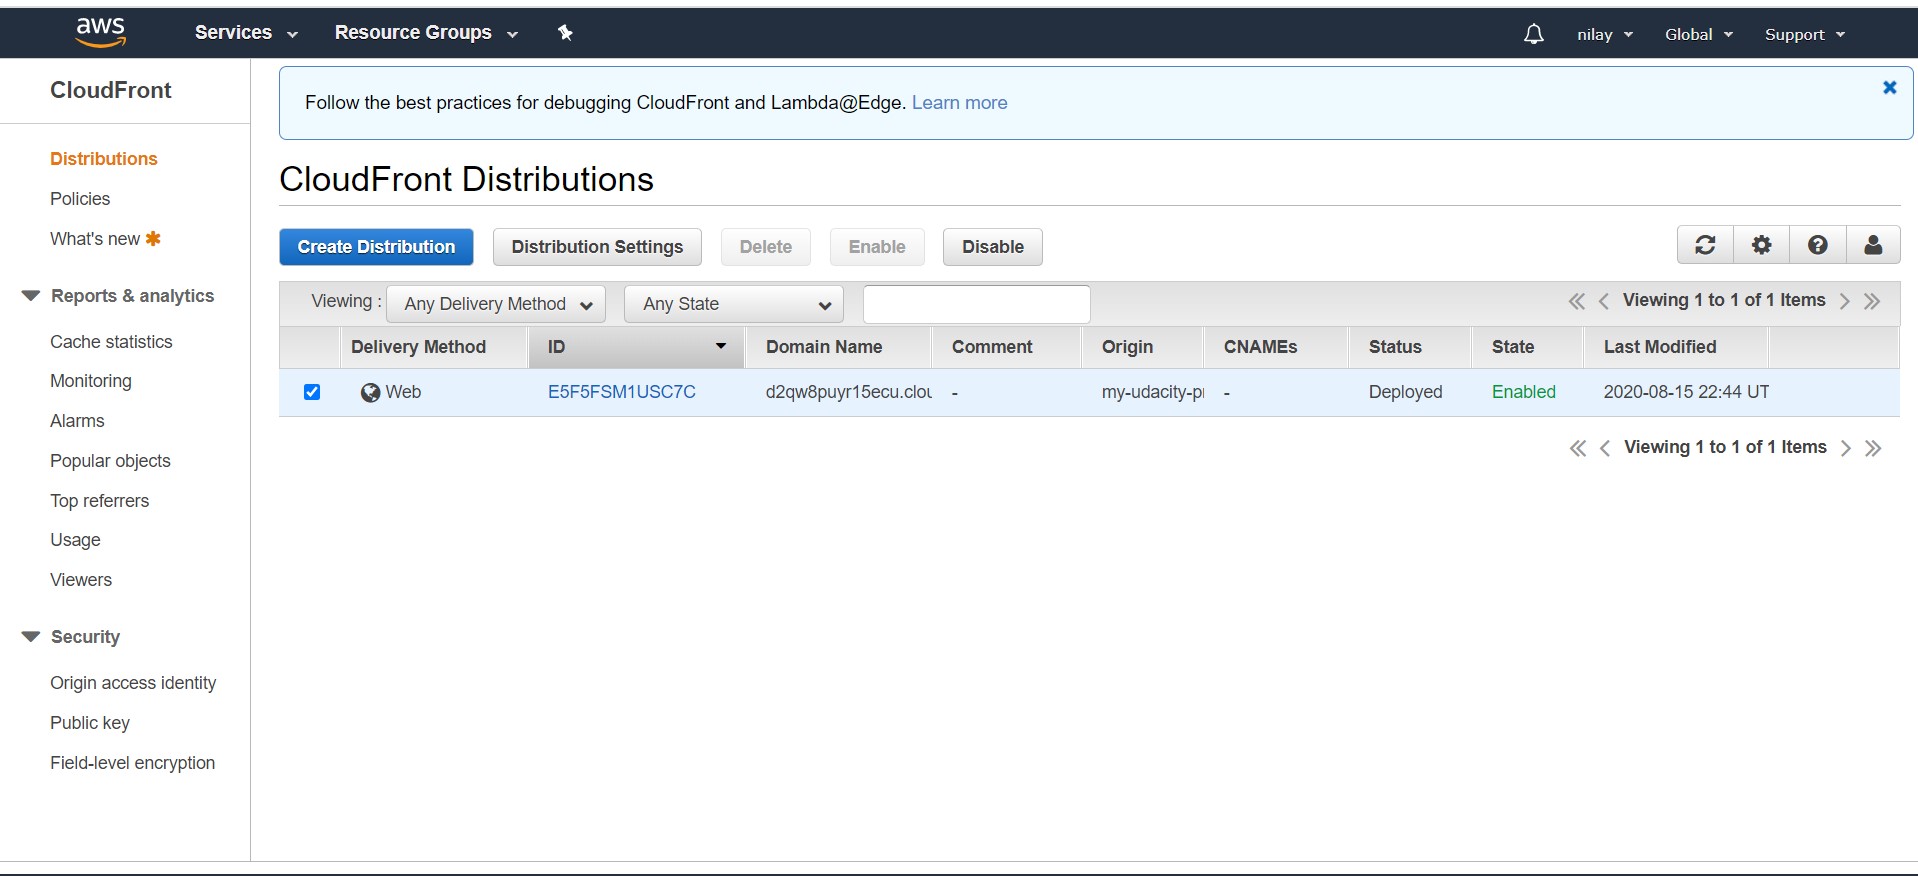 aws Services Resource Groups nilay Global Support
CloudFront
Distributions
Policies
What's new
Reports & analytics
Cache statistics
Monitoring
Alarms
Popular objects
Top referrers
Usage
Viewers
Security
Origin access identity
Public key
Field-level encryption
Follow the best practices for debugging CloudFront and Lambda@Edge. Learn more
CloudFront Distributions
Create Distribution Distribution Settings Delete Enable Disable
Viewing : Any Delivery Method Any State Viewing 1 to 1 of 1 Items
Delivery Method ID Domain Name Comment Origin CNAMEs Status State Last Modified
Web E5F5FSM1USC7C d2qw8puyr15ecu.clou - my-udacity-pr - Deployed Enabled 2020-08-15 22:44 UT
Viewing 1 to 1 of 1 Items